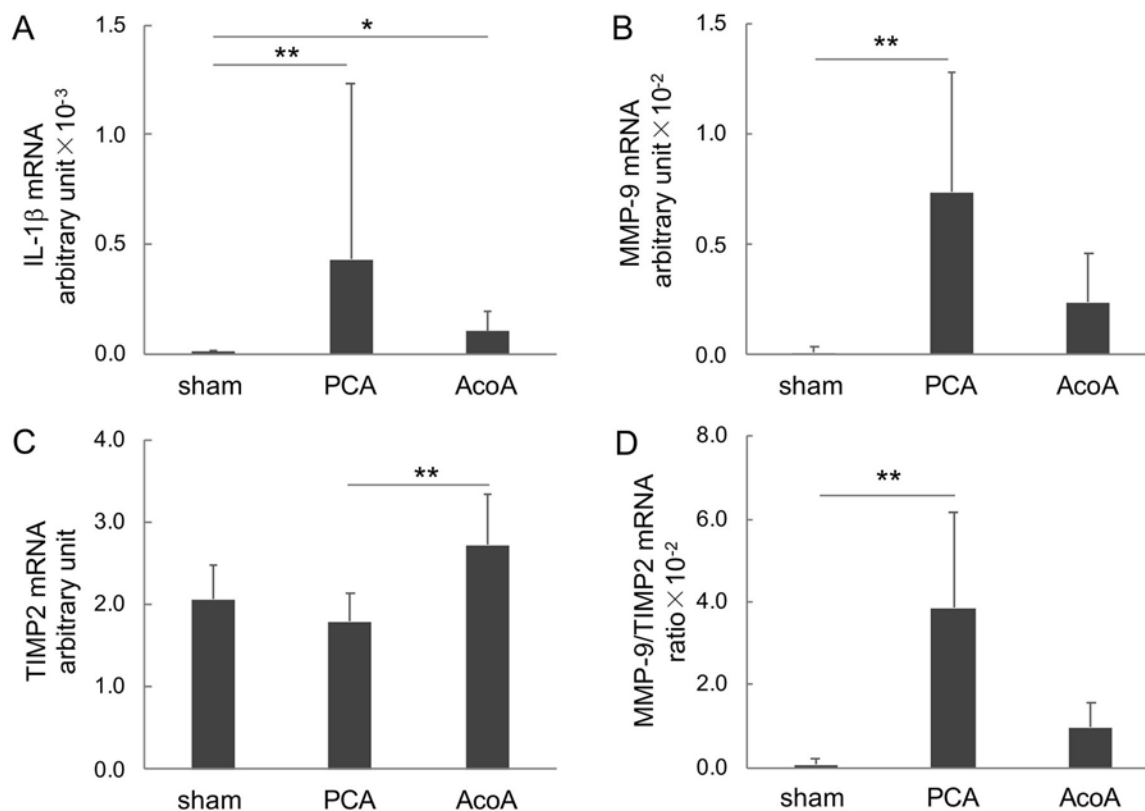 A
IL-1β mRNA
arbitrary unit×10-3
1.5
1.0
0.5
0.0
*
**
sham PCA AcoA
B
MMP-9 mRNA
arbitrary unit×10-2
1.5
1.0
0.5
0.0
**
sham PCA AcoA
C
TIMP2 mRNA
arbitrary unit
4.0
3.0
2.0
1.0
0.0
**
sham PCA AcoA
D
MMP-9/TIMP2 mRNA
ratio×10-2
8.0
6.0
4.0
2.0
0.0
**
sham PCA AcoA